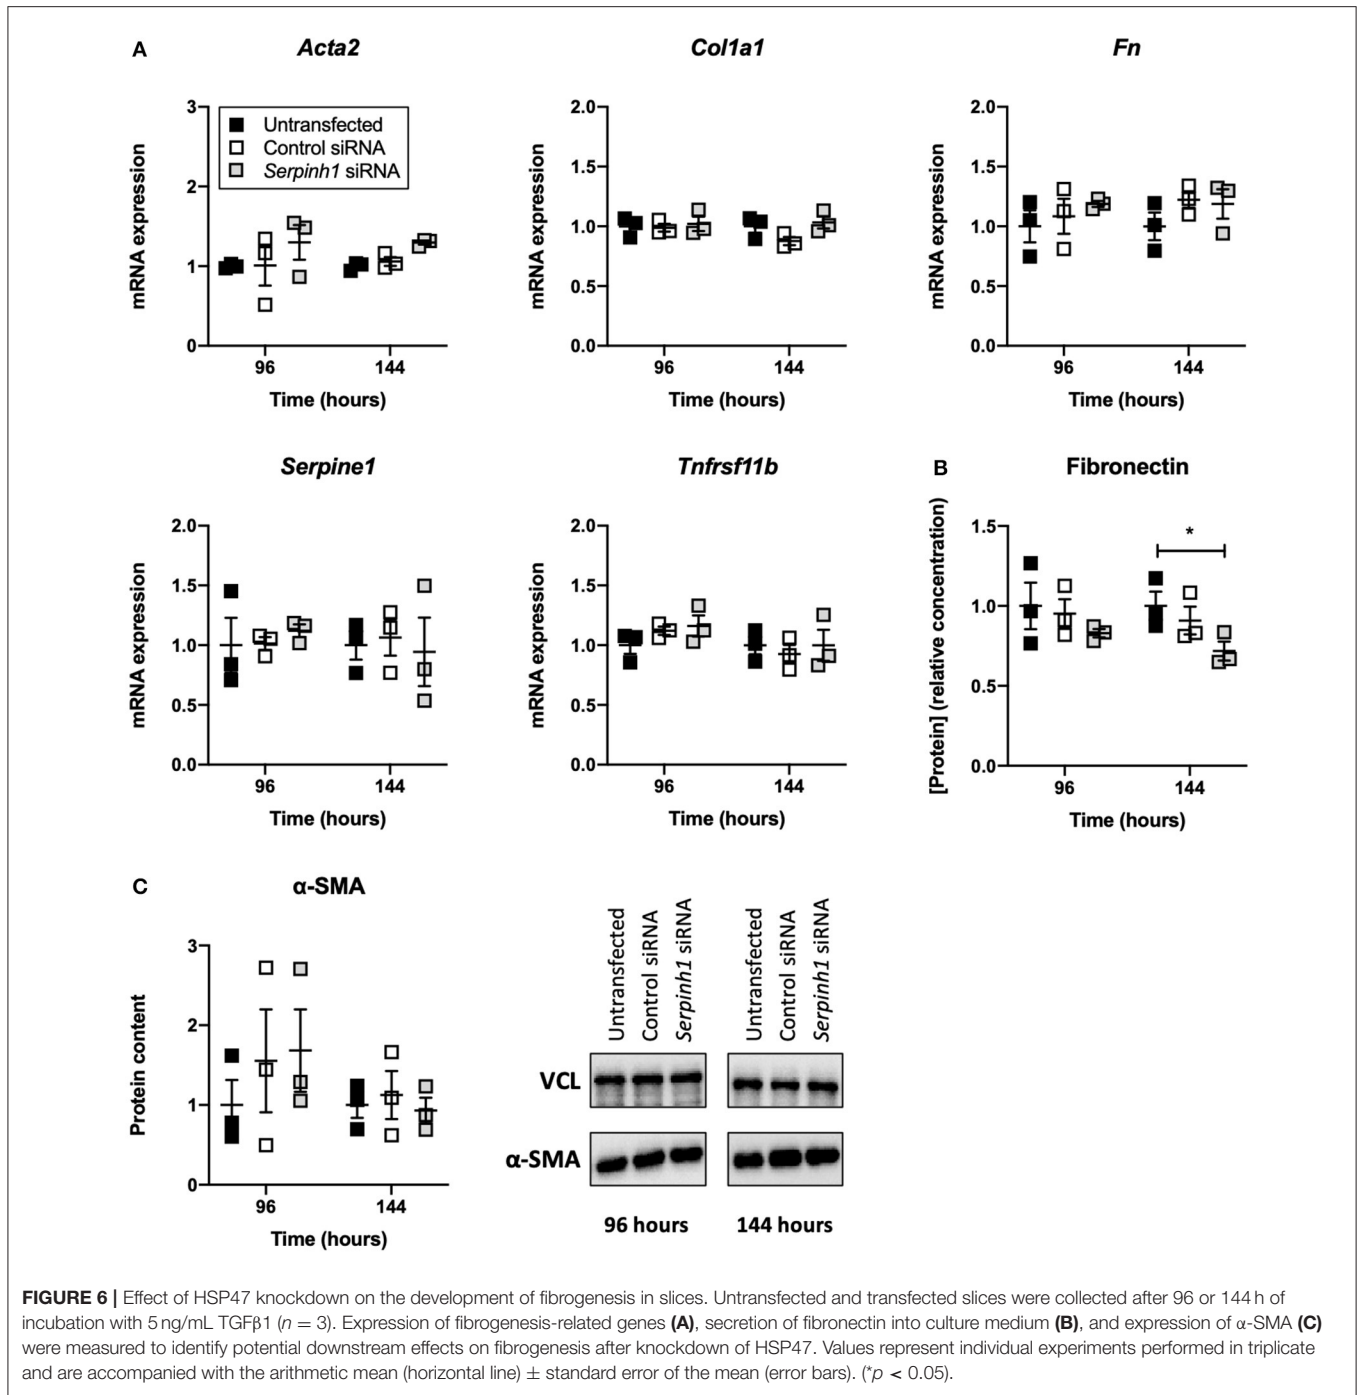 A
Acta2
Col1a1
Fn
mRNA expression
3
2
1
0
Untransfected
Control siRNA
Serpinh1 siRNA
96
144
Time (hours)
mRNA expression
2.0
1.5
1.0
0.5
0.0
96
144
Time (hours)
mRNA expression
2.0
1.5
1.0
0.5
0.0
96
144
Time (hours)
Serpine1
Tnfrsf11b
B
Fibronectin
mRNA expression
2.0
1.5
1.0
0.5
0.0
96
144
Time (hours)
mRNA expression
2.0
1.5
1.0
0.5
0.0
96
144
Time (hours)
[Protein] (relative concentration)
1.5
1.0
0.5
0.0
*
96
144
Time (hours)
C
α-SMA
Protein content
3
2
1
0
96
144
Time (hours)
Untransfected
Control siRNA
Serpinh1 siRNA
Untransfected
Control siRNA
Serpinh1 siRNA
VCL
α-SMA
96 hours
144 hours
FIGURE 6 | Effect of HSP47 knockdown on the development of fibrogenesis in slices. Untransfected and transfected slices were collected after 96 or 144 h of
incubation with 5 ng/mL TGFβ1 (n = 3). Expression of fibrogenesis-related genes (A), secretion of fibronectin into culture medium (B), and expression of α-SMA (C)
were measured to identify potential downstream effects on fibrogenesis after knockdown of HSP47. Values represent individual experiments performed in triplicate
and are accompanied with the arithmetic mean (horizontal line) ± standard error of the mean (error bars). (*p < 0.05).